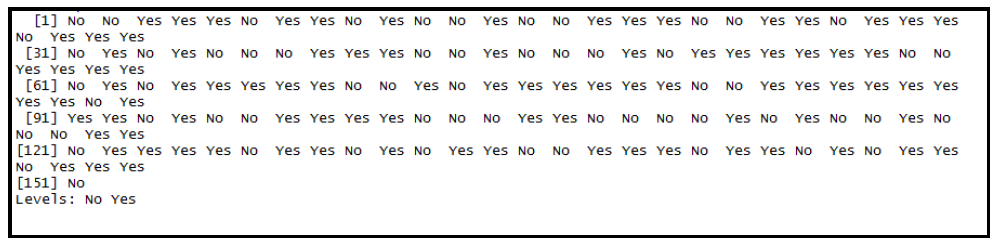 [1] No No Yes Yes Yes No Yes Yes No Yes No No Yes No No Yes Yes Yes No No Yes Yes No Yes Yes Yes
No Yes Yes Yes
[31] No Yes No Yes No No No Yes Yes Yes No No Yes No No No Yes No Yes Yes Yes Yes Yes Yes No No
Yes Yes Yes Yes
[61] No Yes No Yes Yes Yes Yes Yes No No Yes No Yes Yes Yes Yes Yes Yes No No Yes Yes Yes Yes Yes Yes
Yes Yes No Yes
[91] Yes Yes No Yes No No Yes Yes Yes Yes No No No Yes Yes No No No No Yes No Yes No No Yes No
No No Yes Yes
[121] No Yes Yes Yes Yes No Yes Yes No Yes No Yes Yes No No Yes Yes Yes No Yes Yes No Yes No Yes Yes
No Yes Yes Yes
[151] No
Levels: No Yes